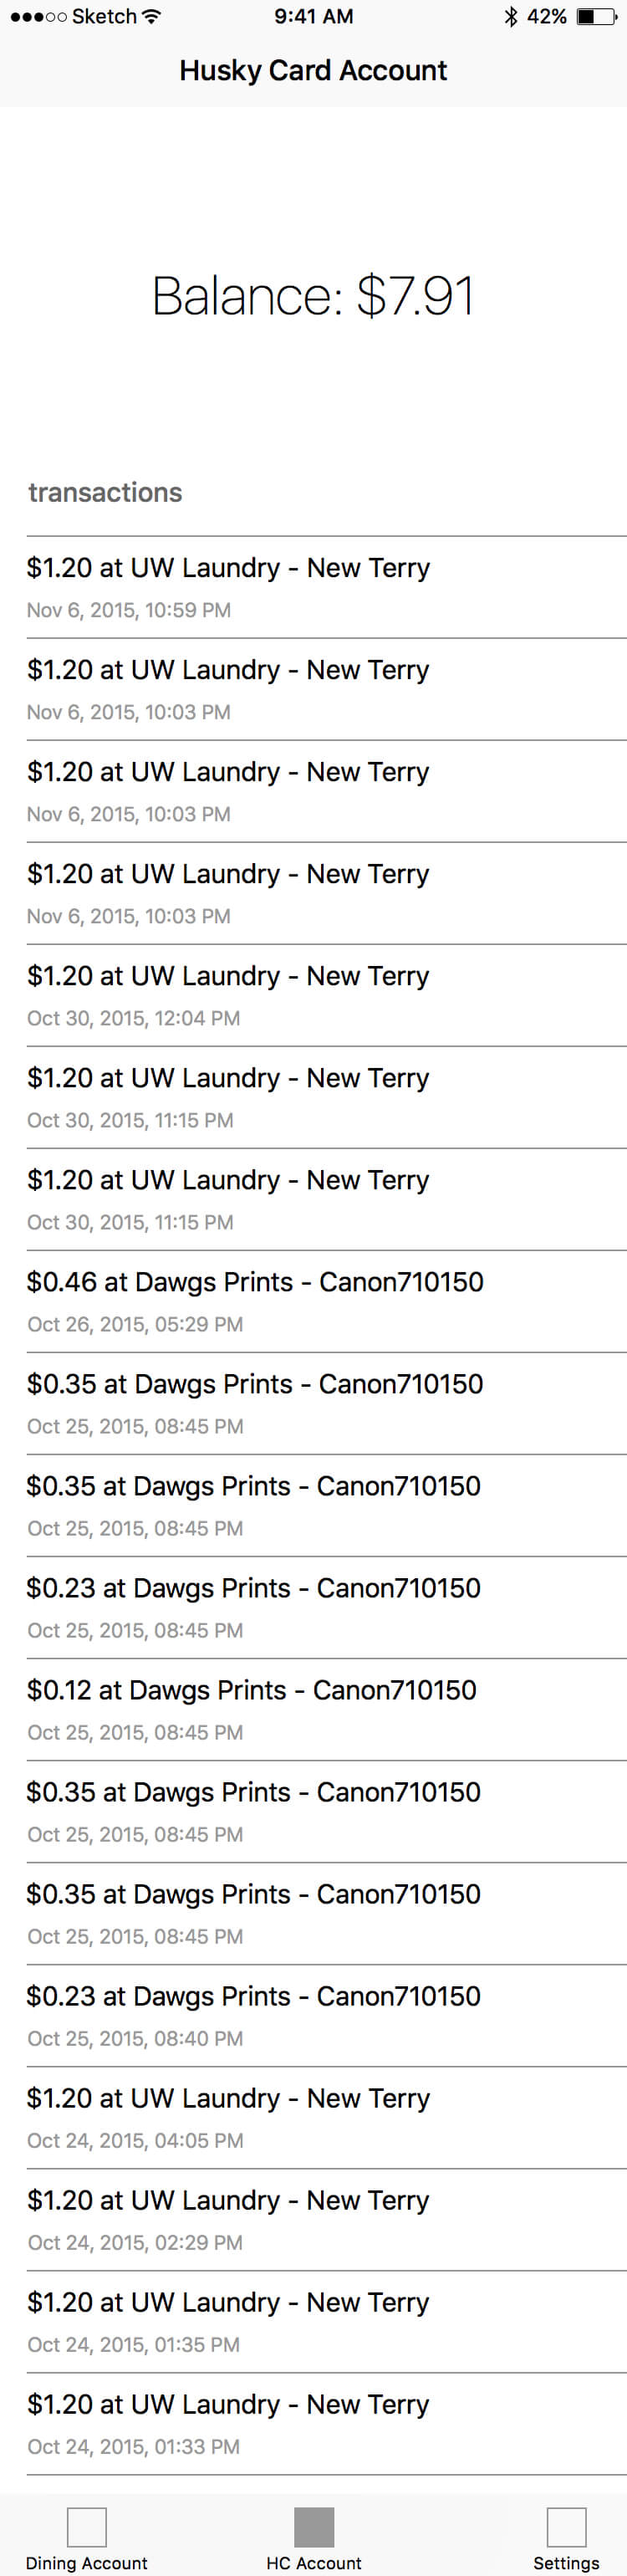 Sketch 9:41 AM 42%
Husky Card Account
Balance: $7.91
transactions
$1.20 at UW Laundry - New Terry
Nov 6, 2015, 10:59 PM
$1.20 at UW Laundry - New Terry
Nov 6, 2015, 10:03 PM
$1.20 at UW Laundry - New Terry
Nov 6, 2015, 10:03 PM
$1.20 at UW Laundry - New Terry
Nov 6, 2015, 10:03 PM
$1.20 at UW Laundry - New Terry
Oct 30, 2015, 12:04 PM
$1.20 at UW Laundry - New Terry
Oct 30, 2015, 11:15 PM
$1.20 at UW Laundry - New Terry
Oct 30, 2015, 11:15 PM
$0.46 at Dawgs Prints - Canon710150
Oct 26, 2015, 05:29 PM
$0.35 at Dawgs Prints - Canon710150
Oct 25, 2015, 08:45 PM
$0.35 at Dawgs Prints - Canon710150
Oct 25, 2015, 08:45 PM
$0.23 at Dawgs Prints - Canon710150
Oct 25, 2015, 08:45 PM
$0.12 at Dawgs Prints - Canon710150
Oct 25, 2015, 08:45 PM
$0.35 at Dawgs Prints - Canon710150
Oct 25, 2015, 08:45 PM
$0.35 at Dawgs Prints - Canon710150
Oct 25, 2015, 08:45 PM
$0.23 at Dawgs Prints - Canon710150
Oct 25, 2015, 08:40 PM
$1.20 at UW Laundry - New Terry
Oct 24, 2015, 04:05 PM
$1.20 at UW Laundry - New Terry
Oct 24, 2015, 02:29 PM
$1.20 at UW Laundry - New Terry
Oct 24, 2015, 01:35 PM
$1.20 at UW Laundry - New Terry
Oct 24, 2015, 01:33 PM
Dining Account HC Account Settings